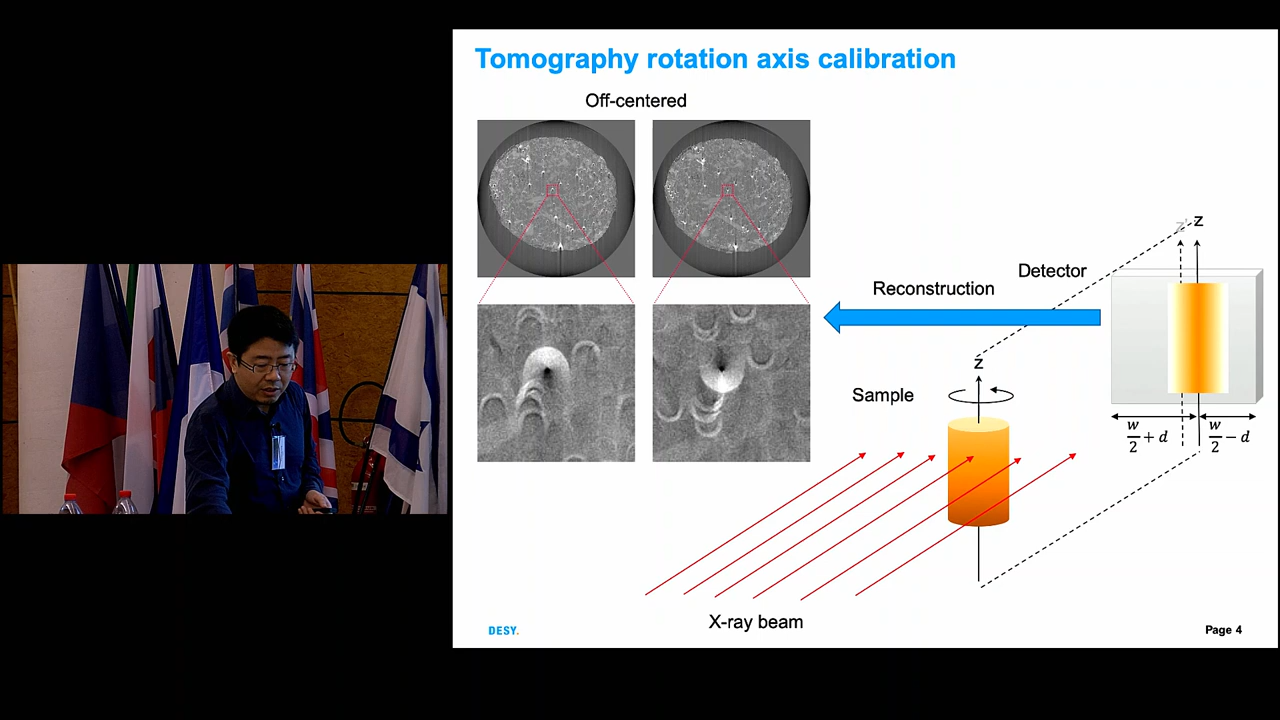 Tomography rotation axis calibration
Off-centered
z' z
Detector
Reconstruction
z
Sample
w/2 + d
w/2 − d
X-ray beam
DESY.
Page 4